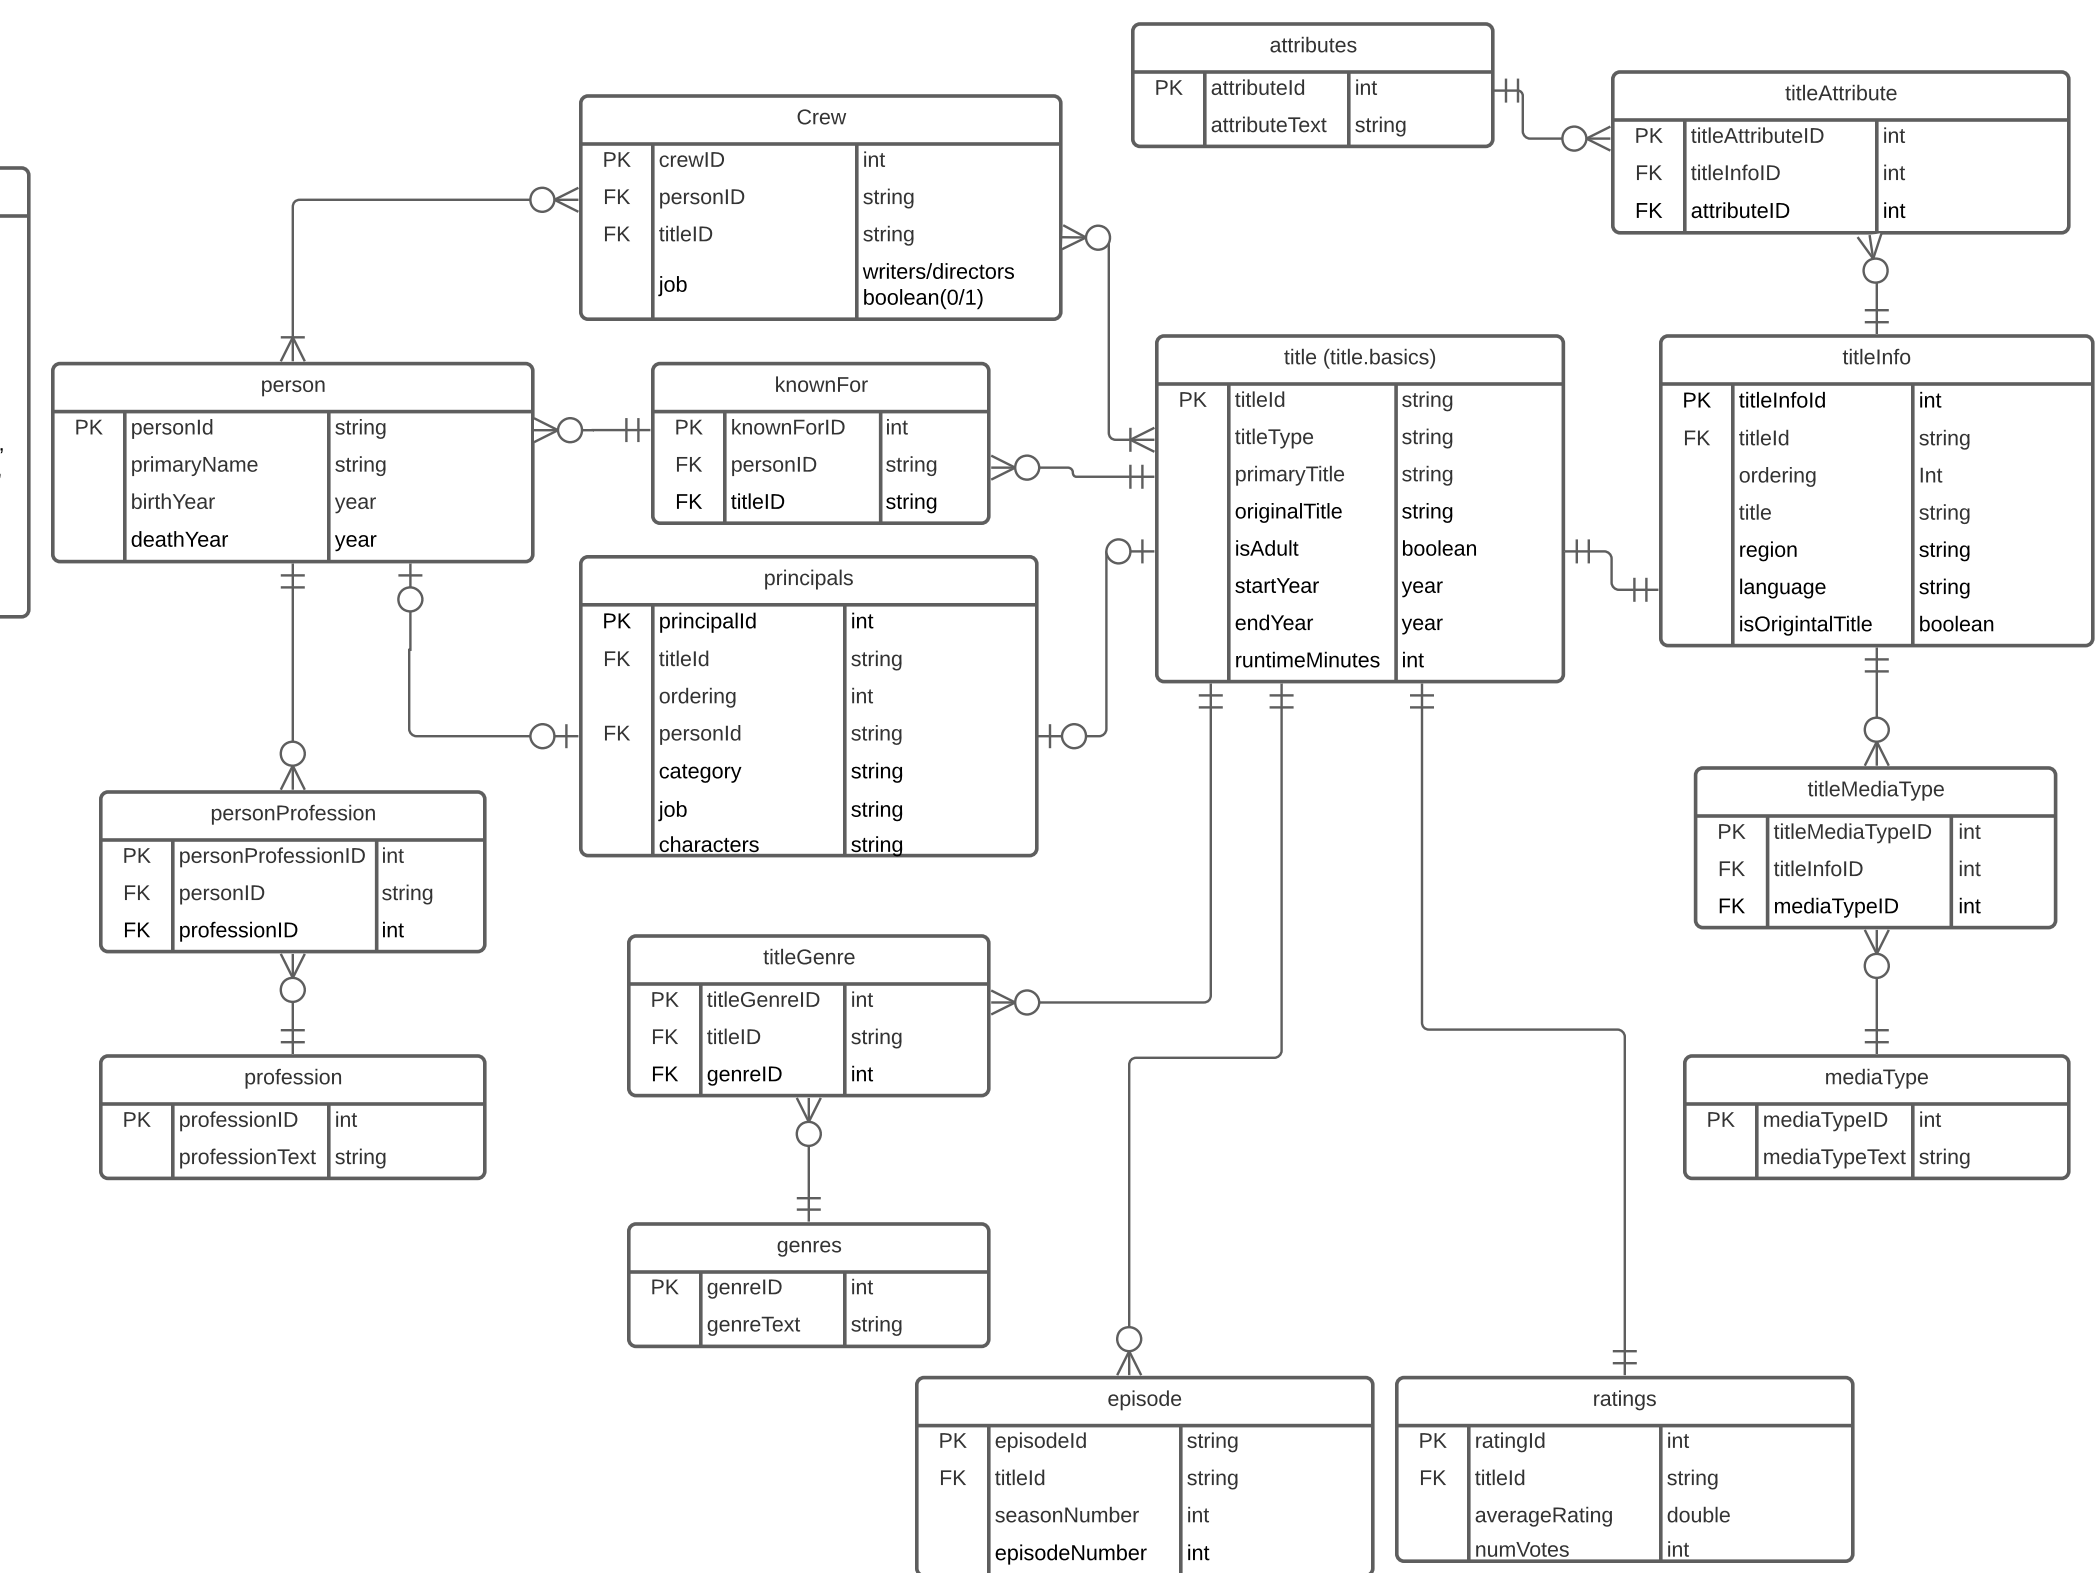 attributes
PK attributeId int
attributeText string
titleAttribute
PK titleAttributeID int
FK titleInfoID int
FK attributeID int
Crew
PK crewID int
FK personID string
FK titleID string
job writers/directors
boolean(0/1)
person
PK personId string
primaryName string
birthYear year
deathYear year
knownFor
PK knownForID int
FK personID string
FK titleID string
title (title.basics)
PK titleId string
titleType string
primaryTitle string
originalTitle string
isAdult boolean
startYear year
endYear year
runtimeMinutes int
titleInfo
PK titleInfoId int
FK titleId string
ordering Int
title string
region string
language string
isOrigintalTitle boolean
principals
PK principalId int
FK titleId string
ordering int
FK personId string
category string
job string
characters string
personProfession
PK personProfessionID int
FK personID string
FK professionID int
titleMediaType
PK titleMediaTypeID int
FK titleInfoID int
FK mediaTypeID int
titleGenre
PK titleGenreID int
FK titleID string
FK genreID int
profession
PK professionID int
professionText string
mediaType
PK mediaTypeID int
mediaTypeText string
genres
PK genreID int
genreText string
episode
PK episodeId string
FK titleId string
seasonNumber int
episodeNumber int
ratings
PK ratingId int
FK titleId string
averageRating double
numVotes int